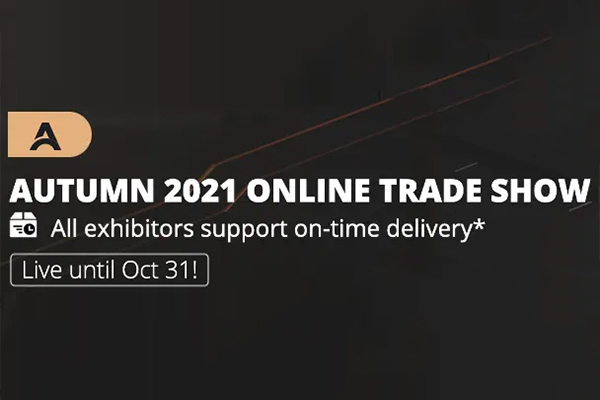 A
AUTUMN 2021 ONLINE TRADE SHOW
All exhibitors support on-time delivery*
Live until Oct 31!